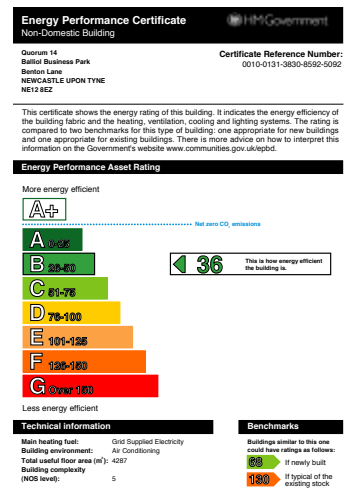 Energy Performance Certificate
HM Government
Non-Domestic Building
Quorum 14
Balliol Business Park
Benton Lane
NEWCASTLE UPON TYNE
NE12 8EZ
Certificate Reference Number:
0010-0131-3830-8592-5092
This certificate shows the energy rating of this building. It indicates the energy efficiency of
the building fabric and the heating, ventilation, cooling and lighting systems. The rating is
compared to two benchmarks for this type of building: one appropriate for new buildings
and one appropriate for existing buildings. There is more advice on how to interpret this
information on the Government's website www.communities.gov.uk/epbd.
Energy Performance Asset Rating
More energy efficient
A+
Net zero CO₂ emissions
A 0-25
B 26-50
36
This is how energy efficient
the building is.
C 51-75
D 76-100
E 101-125
F 126-150
G Over 150
Less energy efficient
Technical information
Main heating fuel: Grid Supplied Electricity
Building environment: Air Conditioning
Total useful floor area (m²): 4287
Building complexity
(NOS level): 5
Benchmarks
Buildings similar to this one
could have ratings as follows:
68 If newly built
130 If typical of the
existing stock